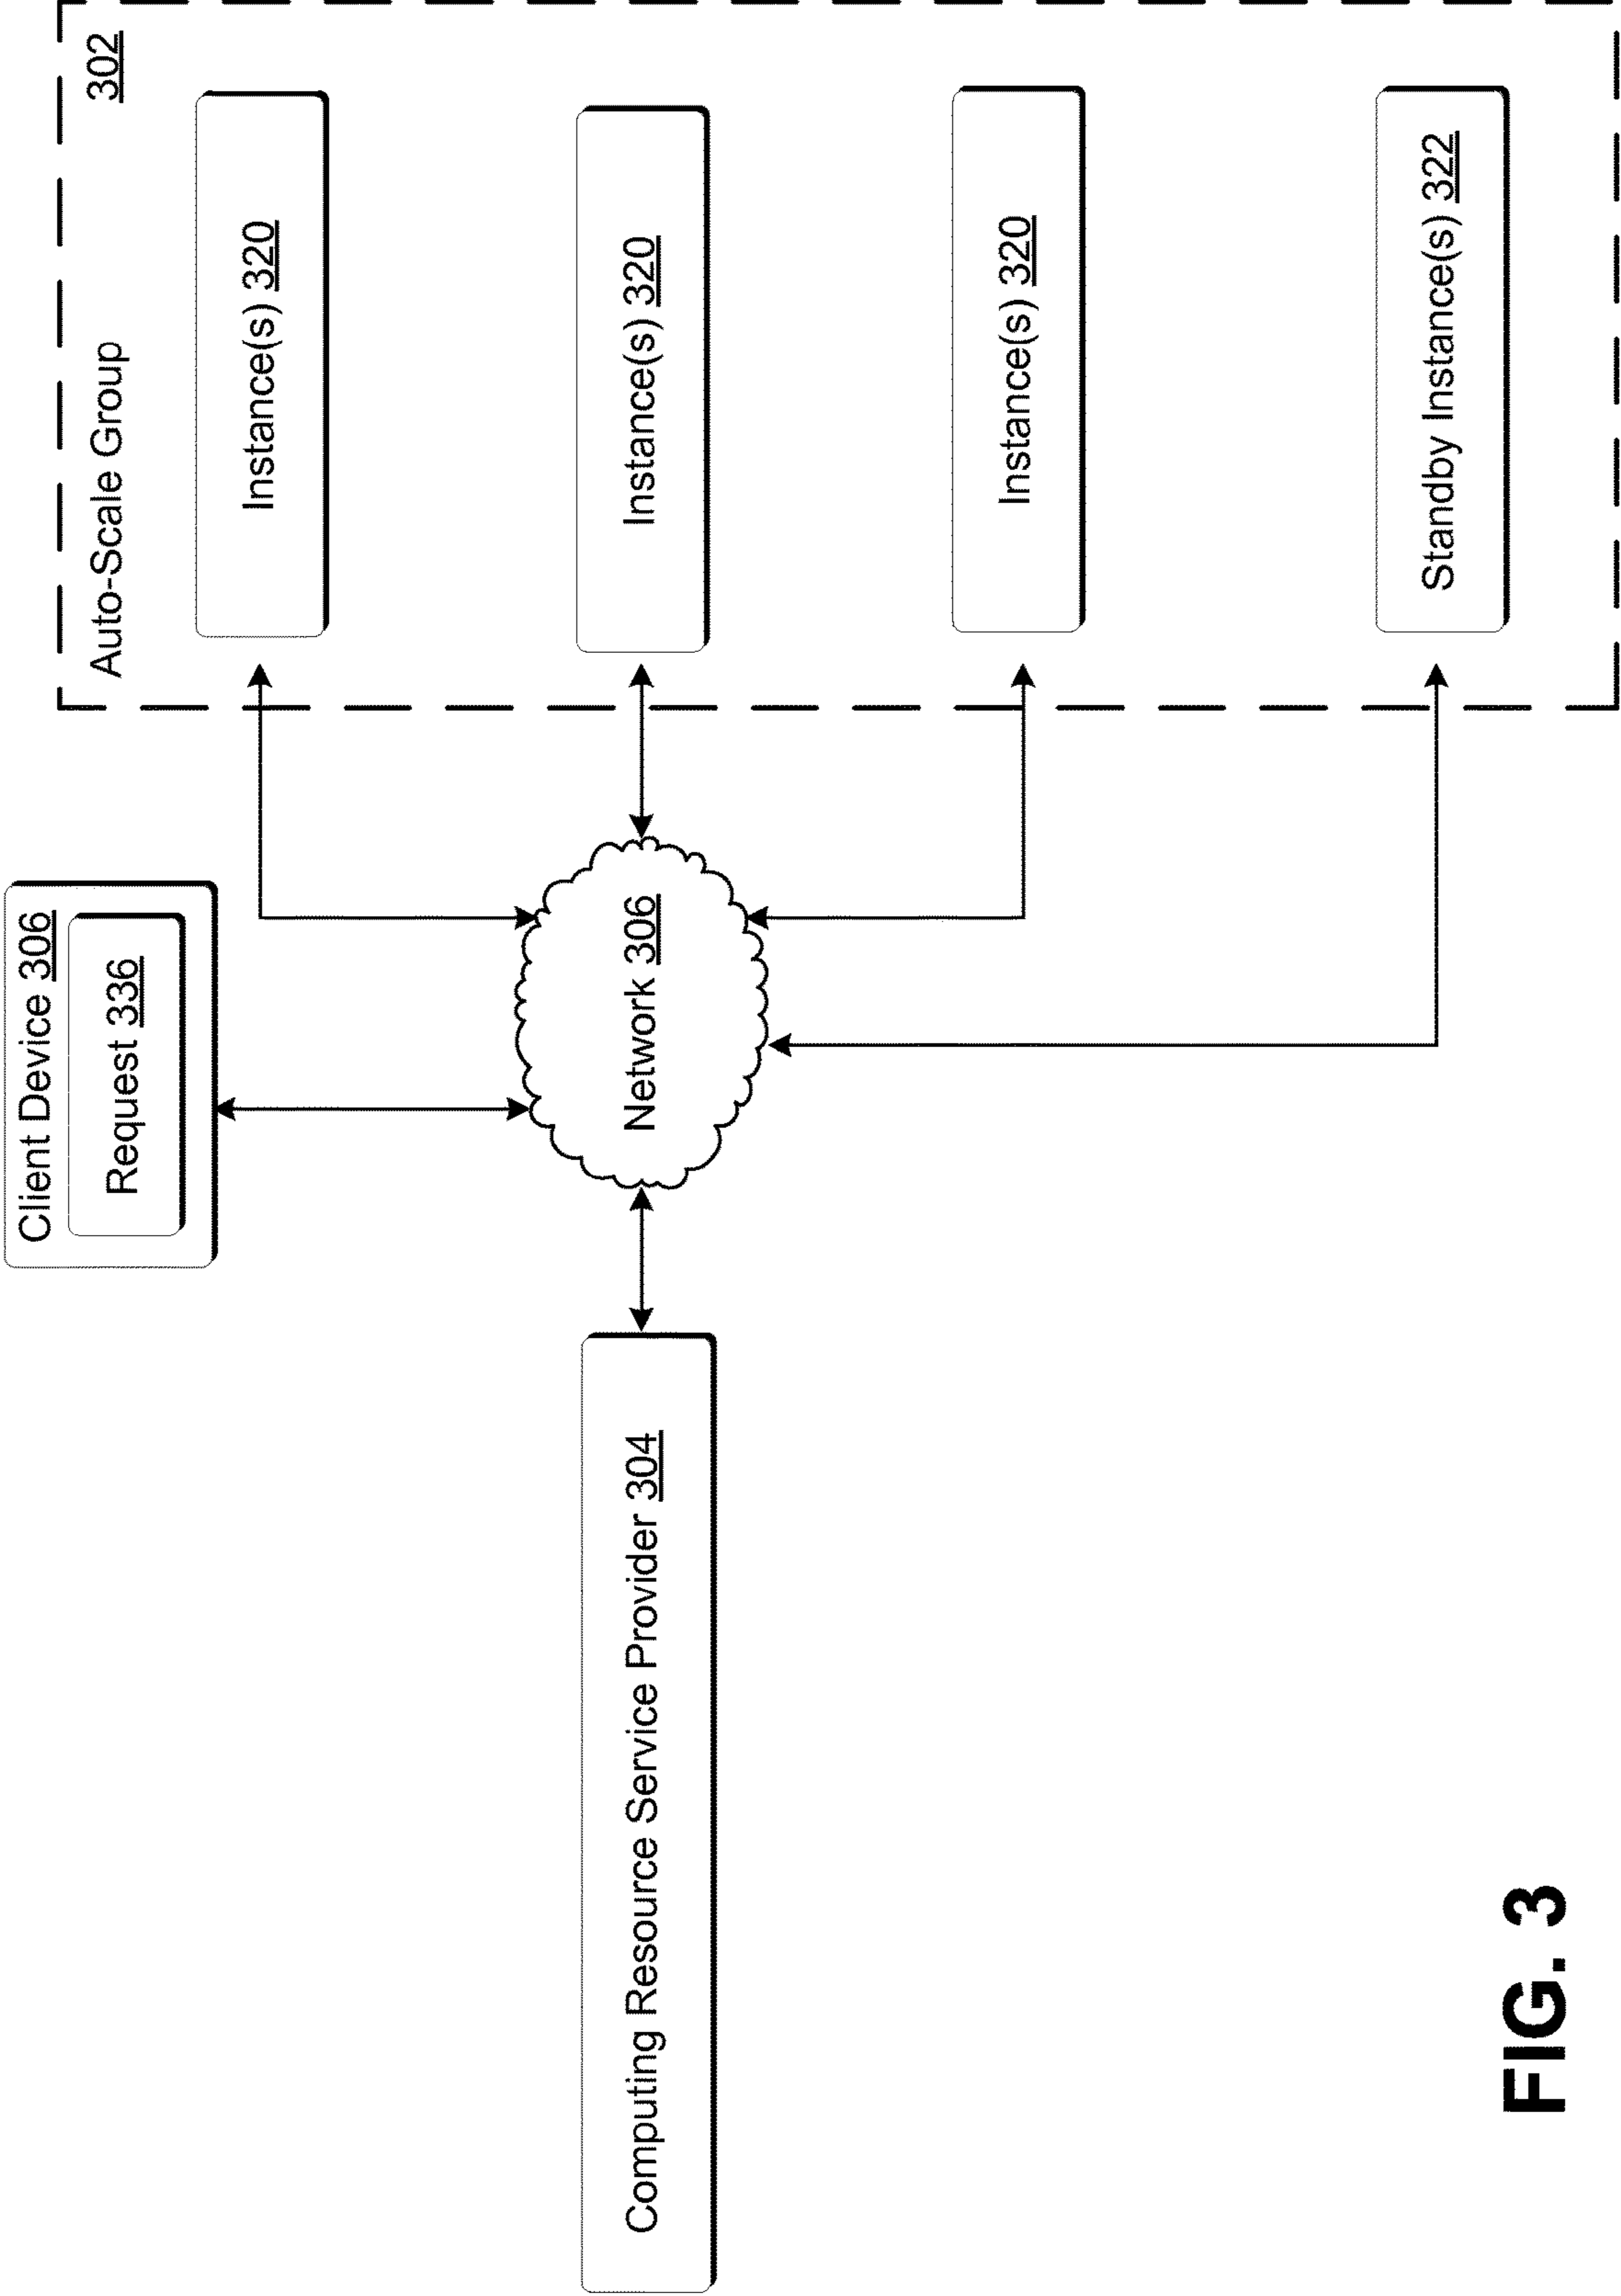 Client Device 306
Request 336
Auto-Scale Group
302
Instance(s) 320
Computing Resource Service Provider 304
Network 306
Instance(s) 320
Instance(s) 320
Standby Instance(s) 322
FIG. 3